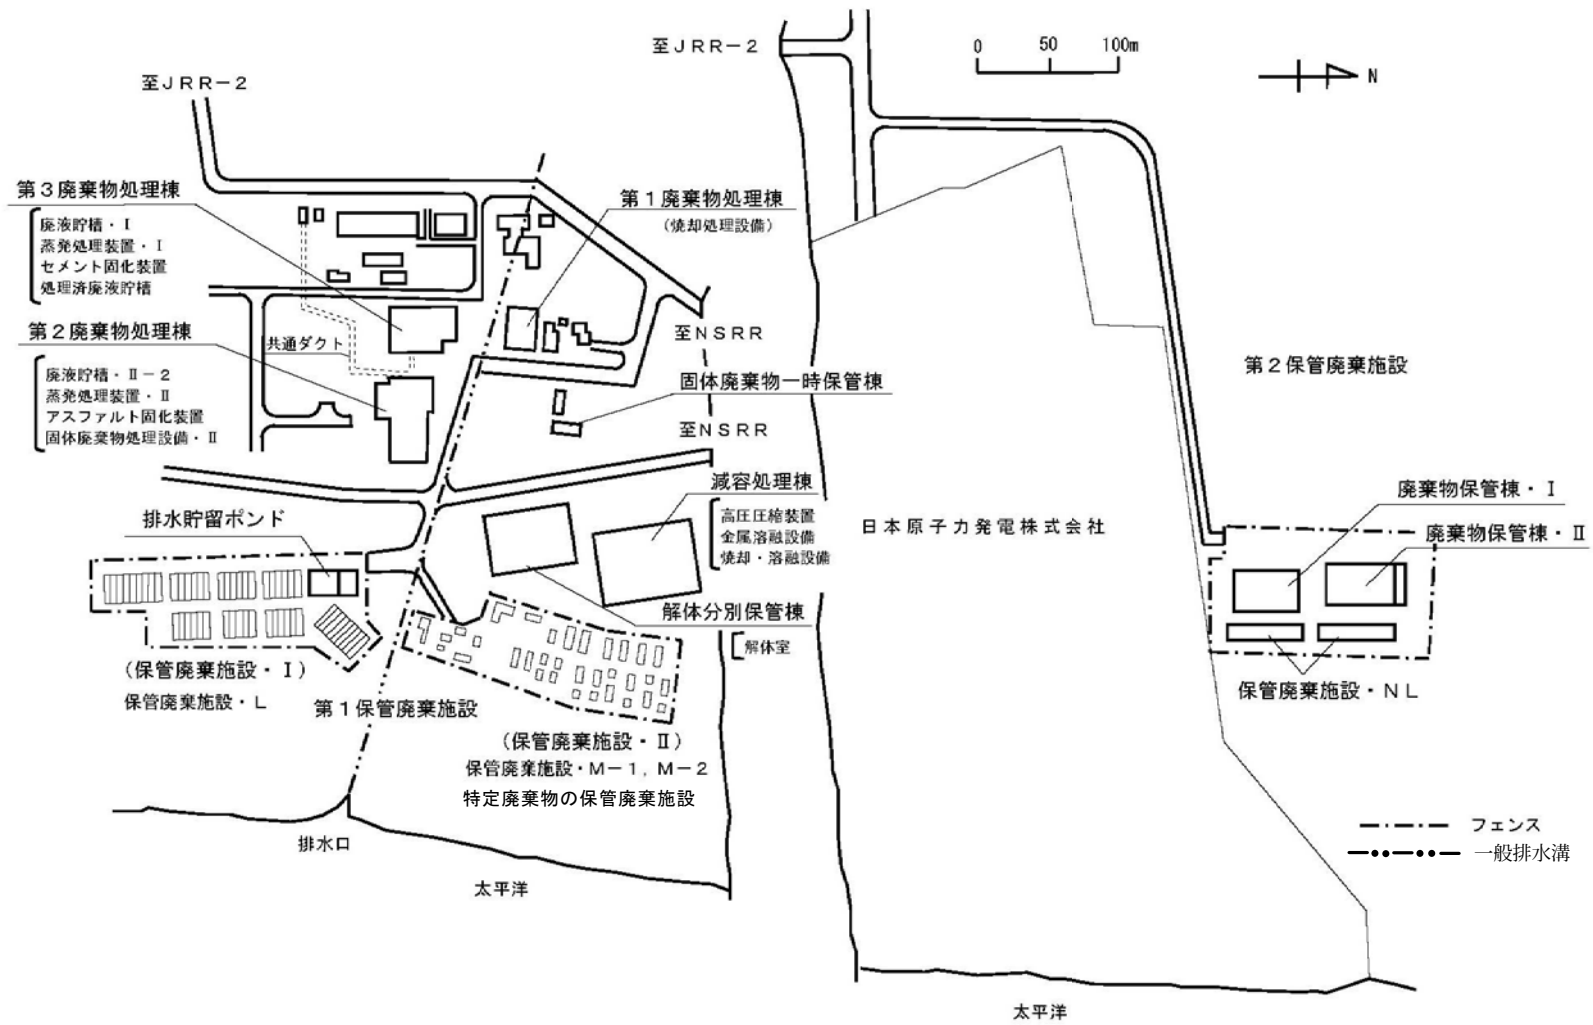 至ＪＲＲ－２
0 50 100m
N
至ＪＲＲ－２
第３廃棄物処理棟
廃液貯槽・Ⅰ
蒸発処理装置・Ⅰ
セメント固化装置
処理済廃液貯槽
第１廃棄物処理棟
（焼却処理設備）
第２廃棄物処理棟
廃液貯槽・Ⅱ－２
蒸発処理装置・Ⅱ
アスファルト固化装置
固体廃棄物処理設備・Ⅱ
共通ダクト
至ＮＳＲＲ
固体廃棄物一時保管棟
至ＮＳＲＲ
減容処理棟
高圧圧縮装置
金属溶融設備
焼却・溶融設備
排水貯留ポンド
解体分別保管棟
解体室
（保管廃棄施設・Ⅰ）
保管廃棄施設・Ｌ
第１保管廃棄施設
（保管廃棄施設・Ⅱ）
保管廃棄施設・Ｍ－１，Ｍ－２
特定廃棄物の保管廃棄施設
排水口
太平洋
日本原子力発電株式会社
第２保管廃棄施設
廃棄物保管棟・Ⅰ
廃棄物保管棟・Ⅱ
保管廃棄施設・ＮＬ
フェンス
一般排水溝
太平洋